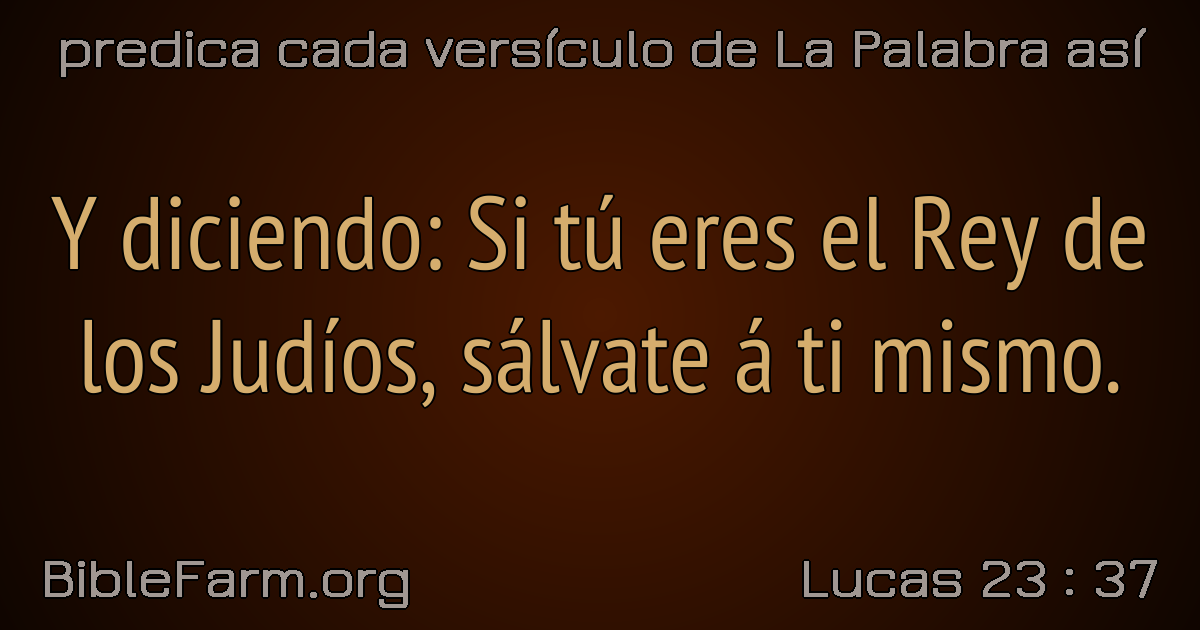 predica cada versículo de La Palabra así
Y diciendo: Si tú eres el Rey de
los Judíos, sálvate á ti mismo.
BibleFarm.org
Lucas 23 : 37